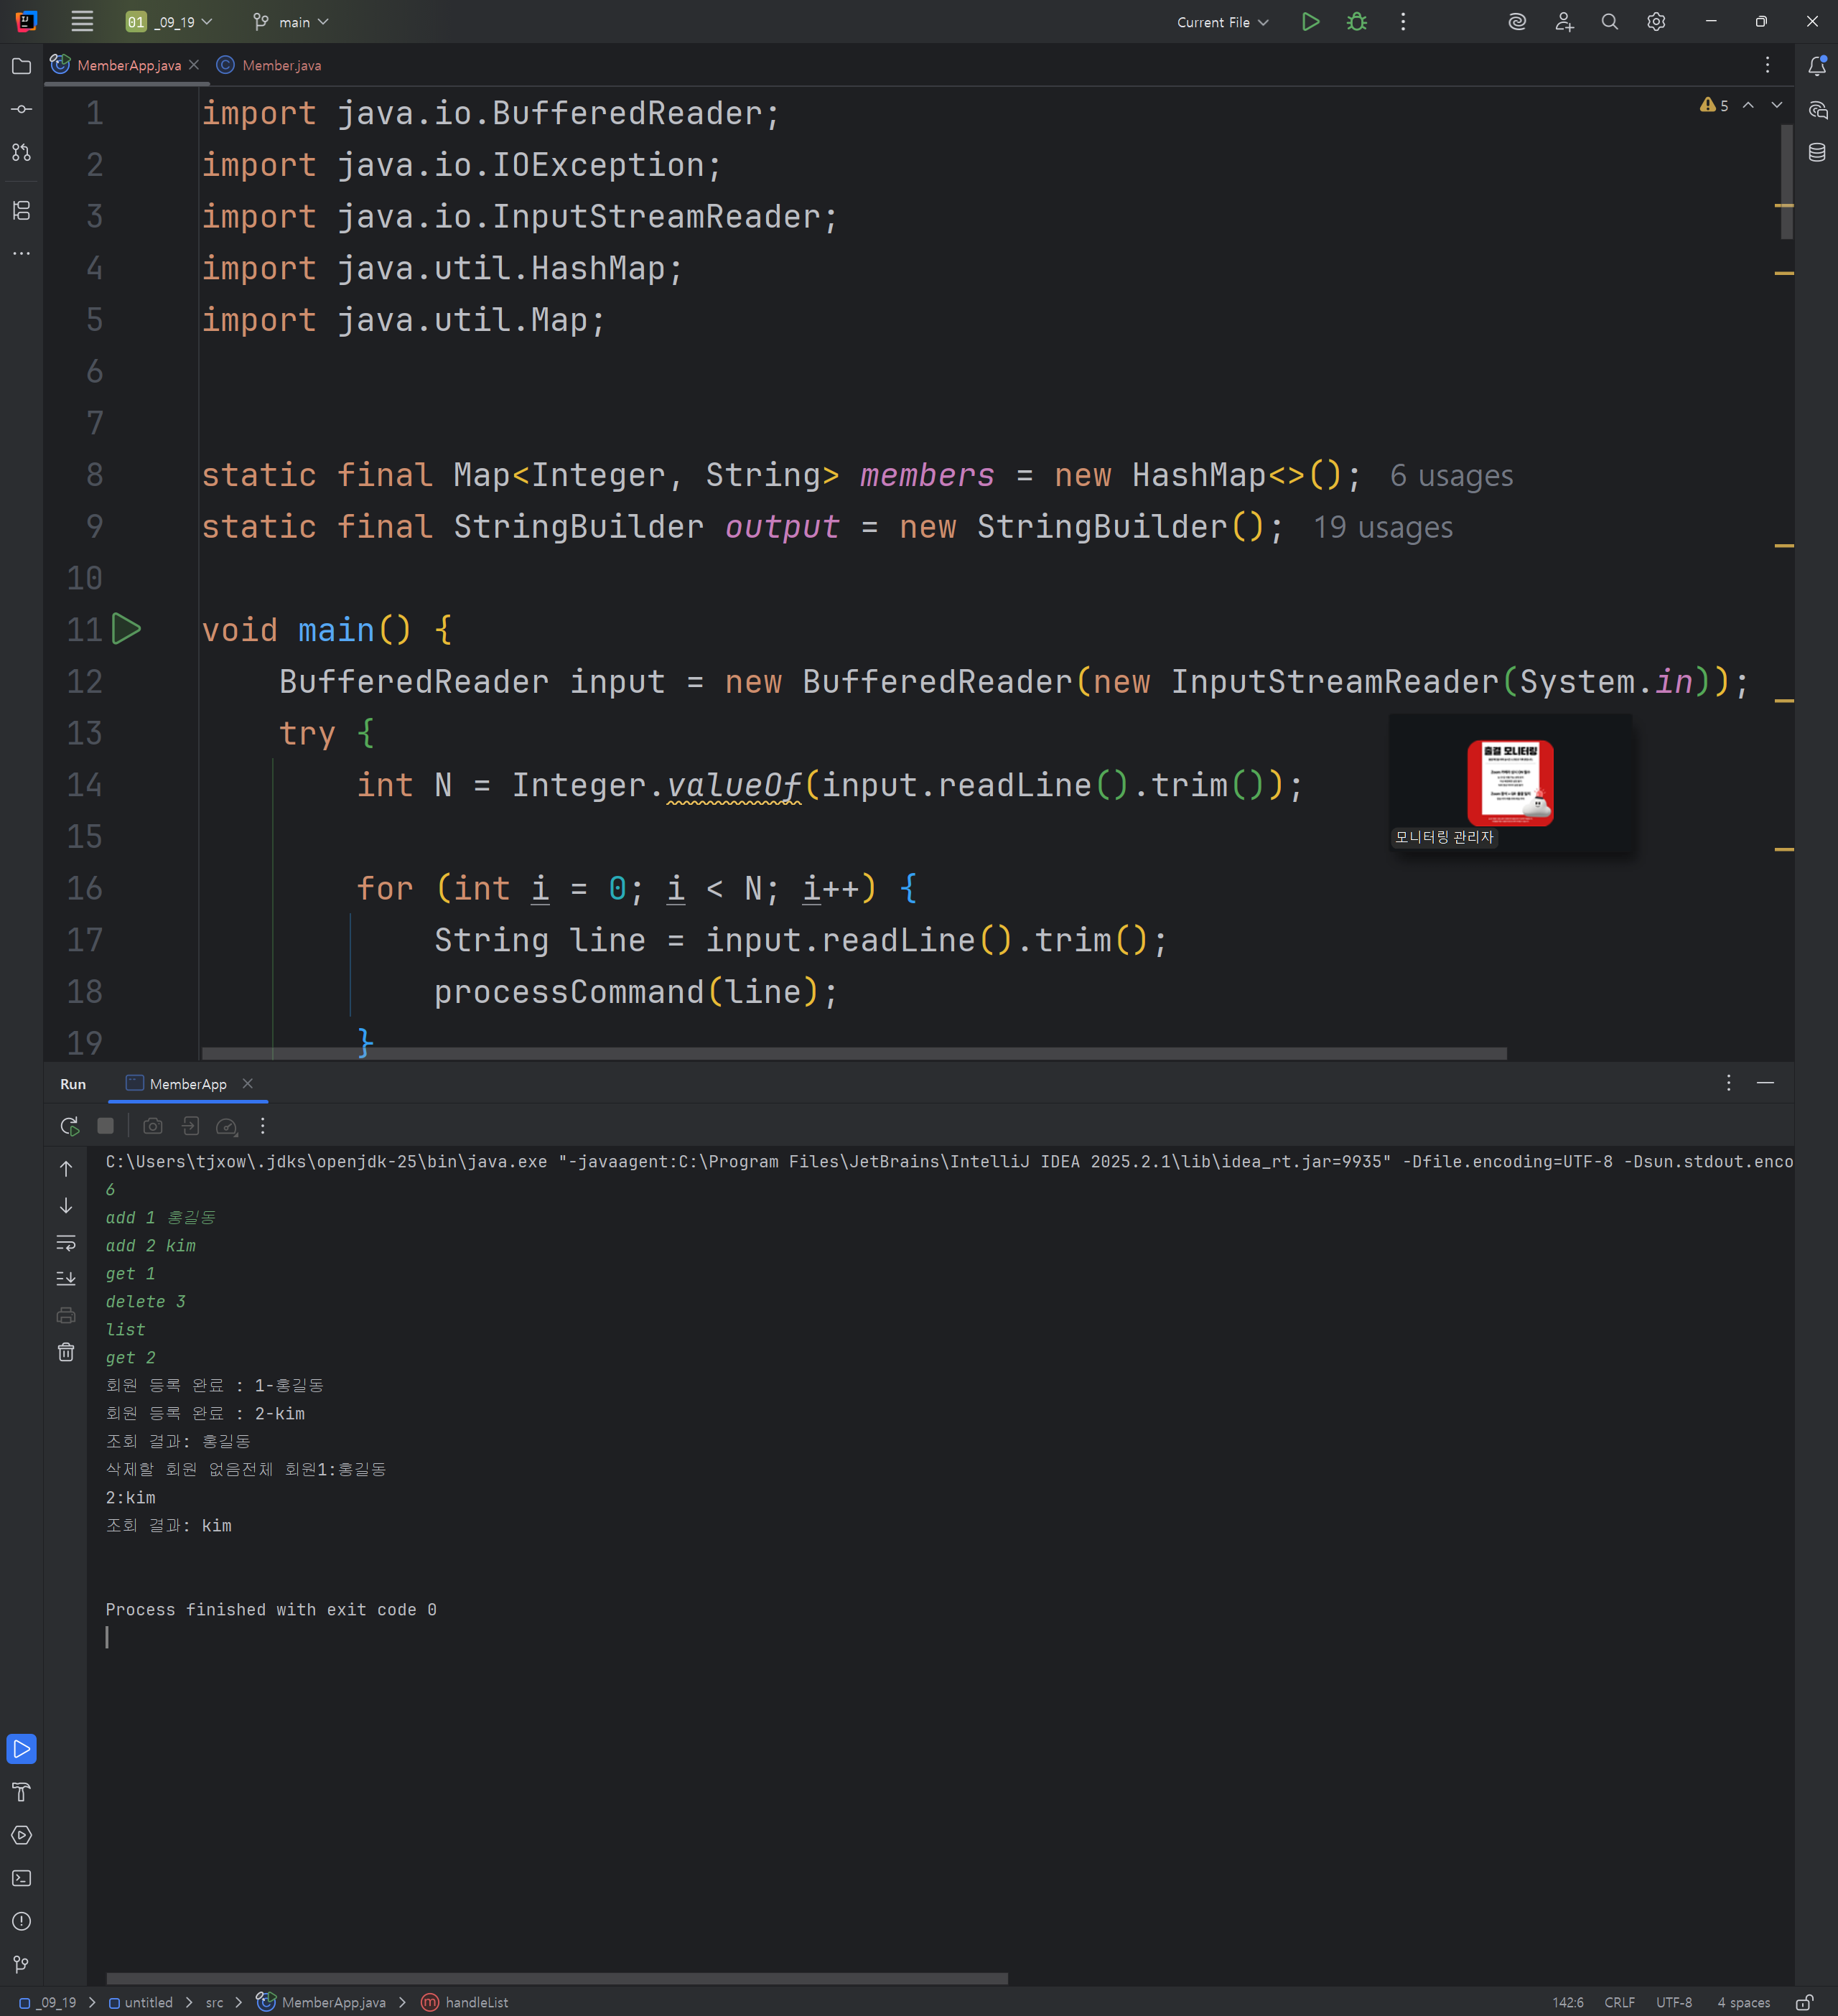 01 _09_19 main Current File
MemberApp.java Member.java
5
1 import java.io.BufferedReader;
2 import java.io.IOException;
3 import java.io.InputStreamReader;
4 import java.util.HashMap;
5 import java.util.Map;
6
7
8 static final Map<Integer, String> members = new HashMap<>(); 6 usages
9 static final StringBuilder output = new StringBuilder(); 19 usages
10
11 void main() {
12 BufferedReader input = new BufferedReader(new InputStreamReader(System.in));
13 try {
14 int N = Integer.valueOf(input.readLine().trim());
15
16 for (int i = 0; i < N; i++) {
17 String line = input.readLine().trim();
18 processCommand(line);
19 }
출결 모니터링
모니터링 관리자
Run MemberApp
C:\Users\tjxow\.jdks\openjdk-25\bin\java.exe "-javaagent:C:\Program Files\JetBrains\IntelliJ IDEA 2025.2.1\lib\idea_rt.jar=9935" -Dfile.encoding=UTF-8 -Dsun.stdout.enco
6
add 1 홍길동
add 2 kim
get 1
delete 3
list
get 2
회원 등록 완료 : 1-홍길동
회원 등록 완료 : 2-kim
조회 결과: 홍길동
삭제할 회원 없음전체 회원1:홍길동
2:kim
조회 결과: kim
Process finished with exit code 0
_09_19 > untitled > src > MemberApp.java > handleList 142:6 CRLF UTF-8 4 spaces